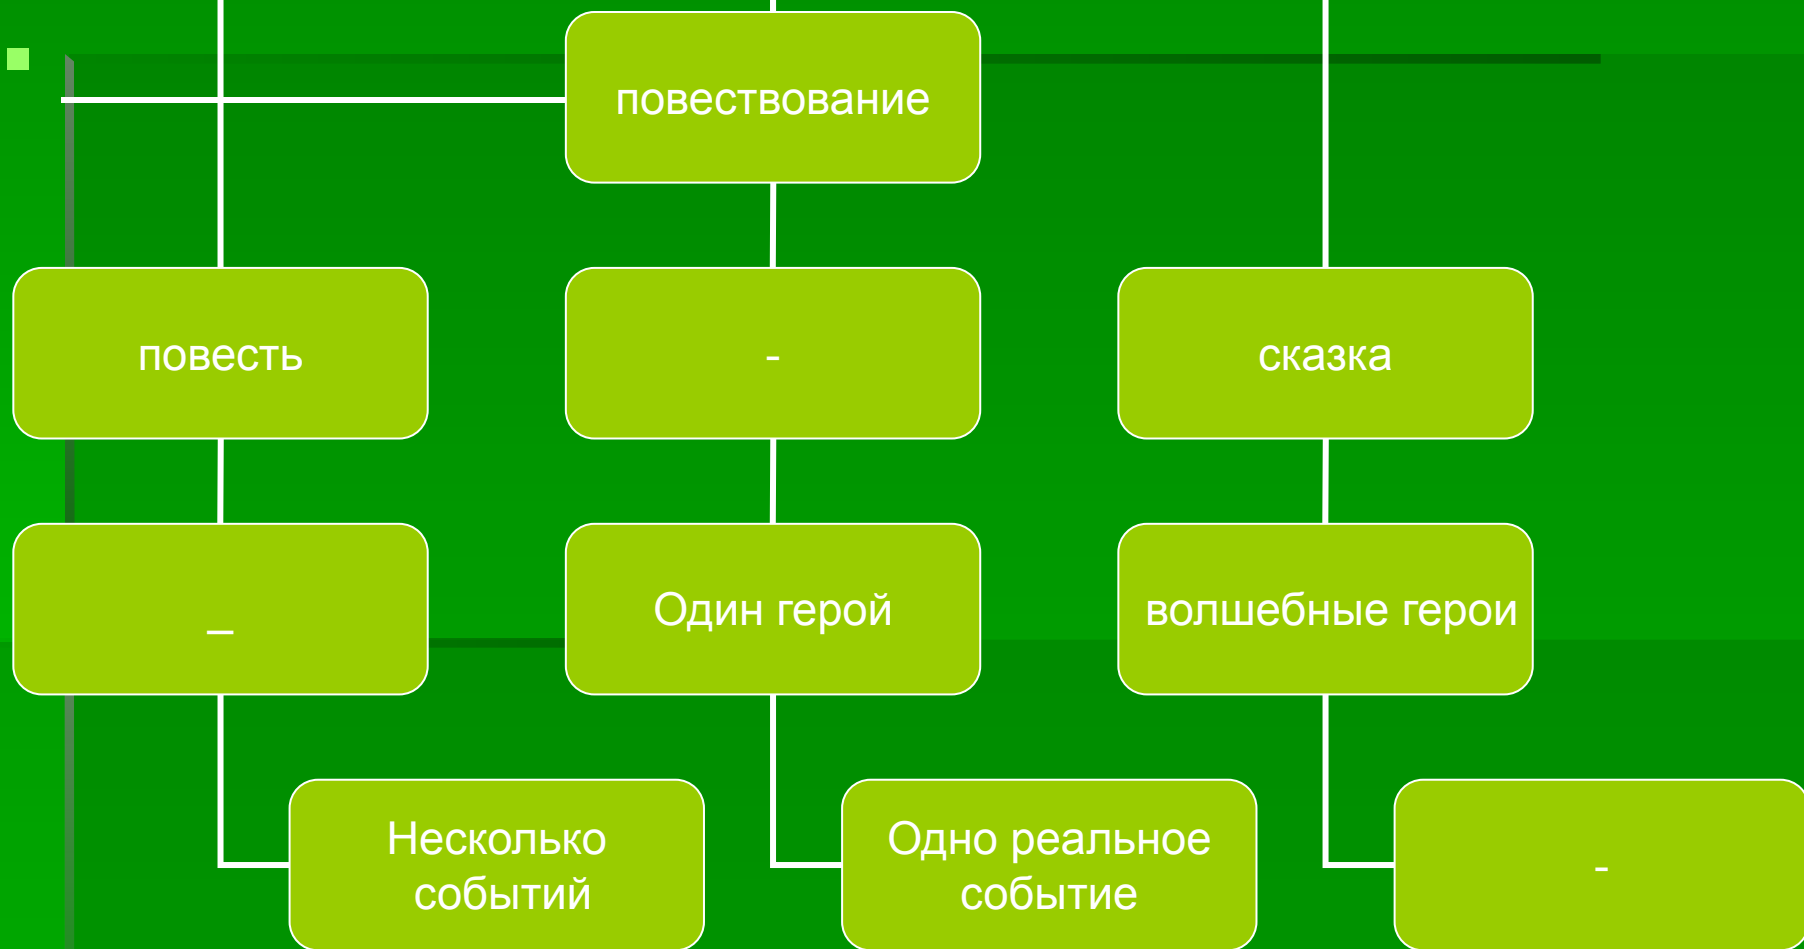 повествование
повесть
-
сказка
_
Один герой
волшебные герои
Несколько
событий
Одно реальное
событие
-